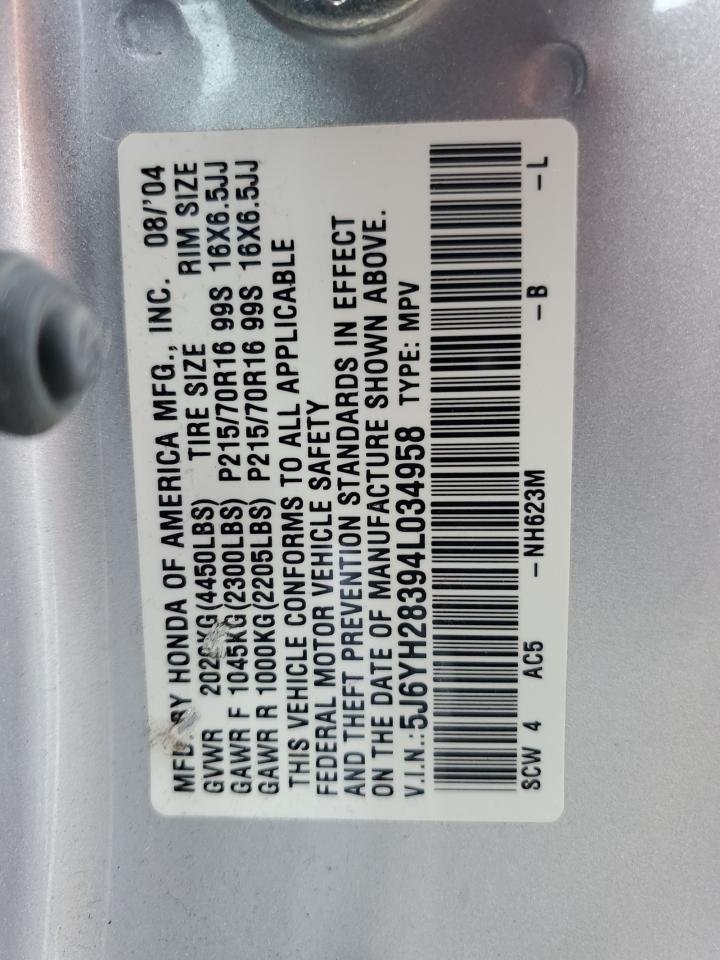 MFD. BY HONDA OF AMERICA MFG., INC. 08/'04
GVWR 2020KG(4450LBS) TIRE SIZE RIM SIZE
GAWR F 1045KG(2300LBS) P215/70R16 99S 16X6.5JJ
GAWR R 1000KG(2205LBS) P215/70R16 99S 16X6.5JJ
THIS VEHICLE CONFORMS TO ALL APPLICABLE
FEDERAL MOTOR VEHICLE SAFETY
AND THEFT PREVENTION STANDARDS IN EFFECT
ON THE DATE OF MANUFACTURE SHOWN ABOVE.
V.I.N.:5J6YH28394L034958 TYPE: MPV
SCW 4 AC5 -NH623M -B -L